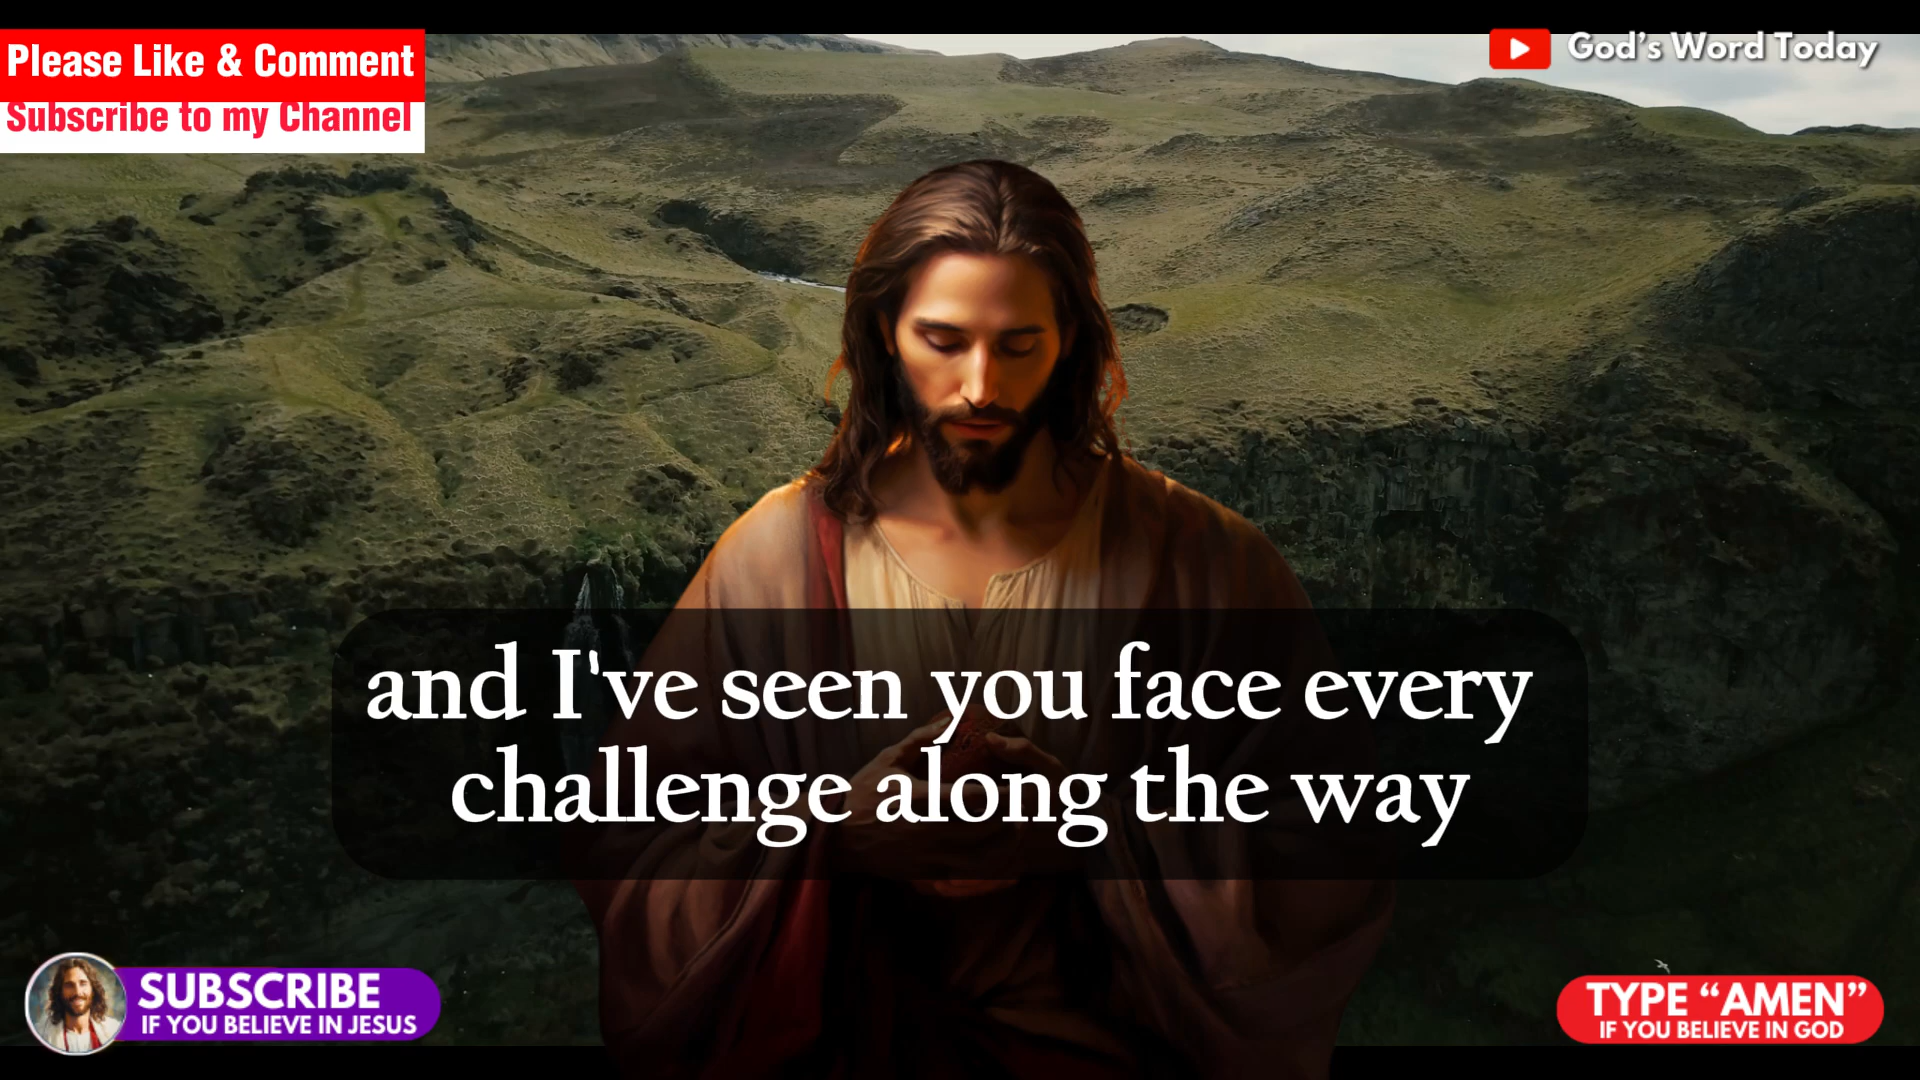 Please Like & Comment
Subscribe to my Channel
God's Word Today
and I've seen you face every
challenge along the way
SUBSCRIBE
IF YOU BELIEVE IN JESUS
TYPE “AMEN”
IF YOU BELIEVE IN GOD